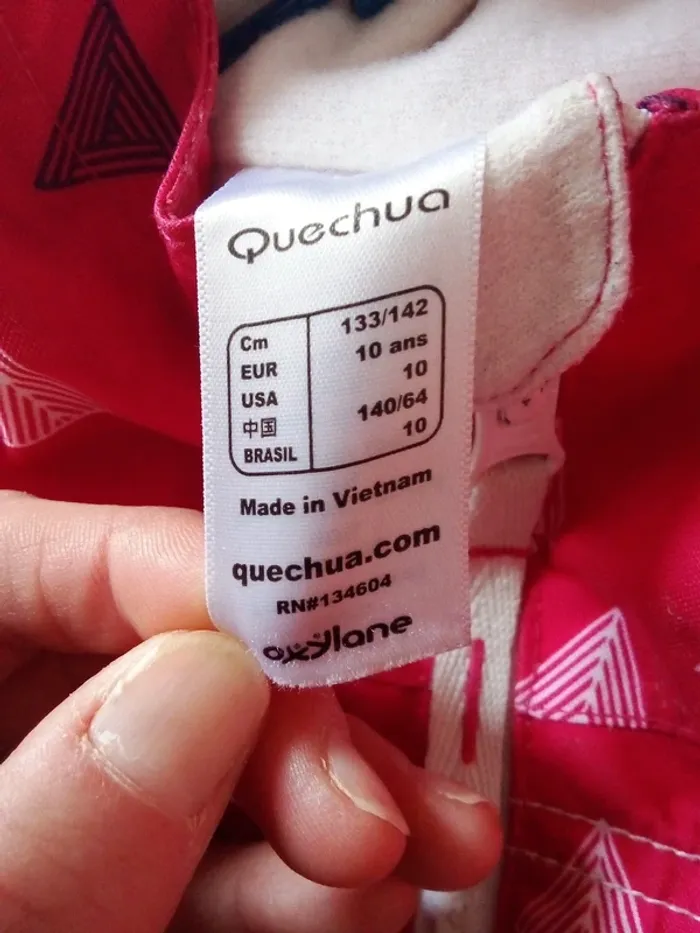 Quechua
Cm 133/142
EUR 10 ans
USA 10
中国 140/64
BRASIL 10
Made in Vietnam
quechua.com
RN#134604
oxylane